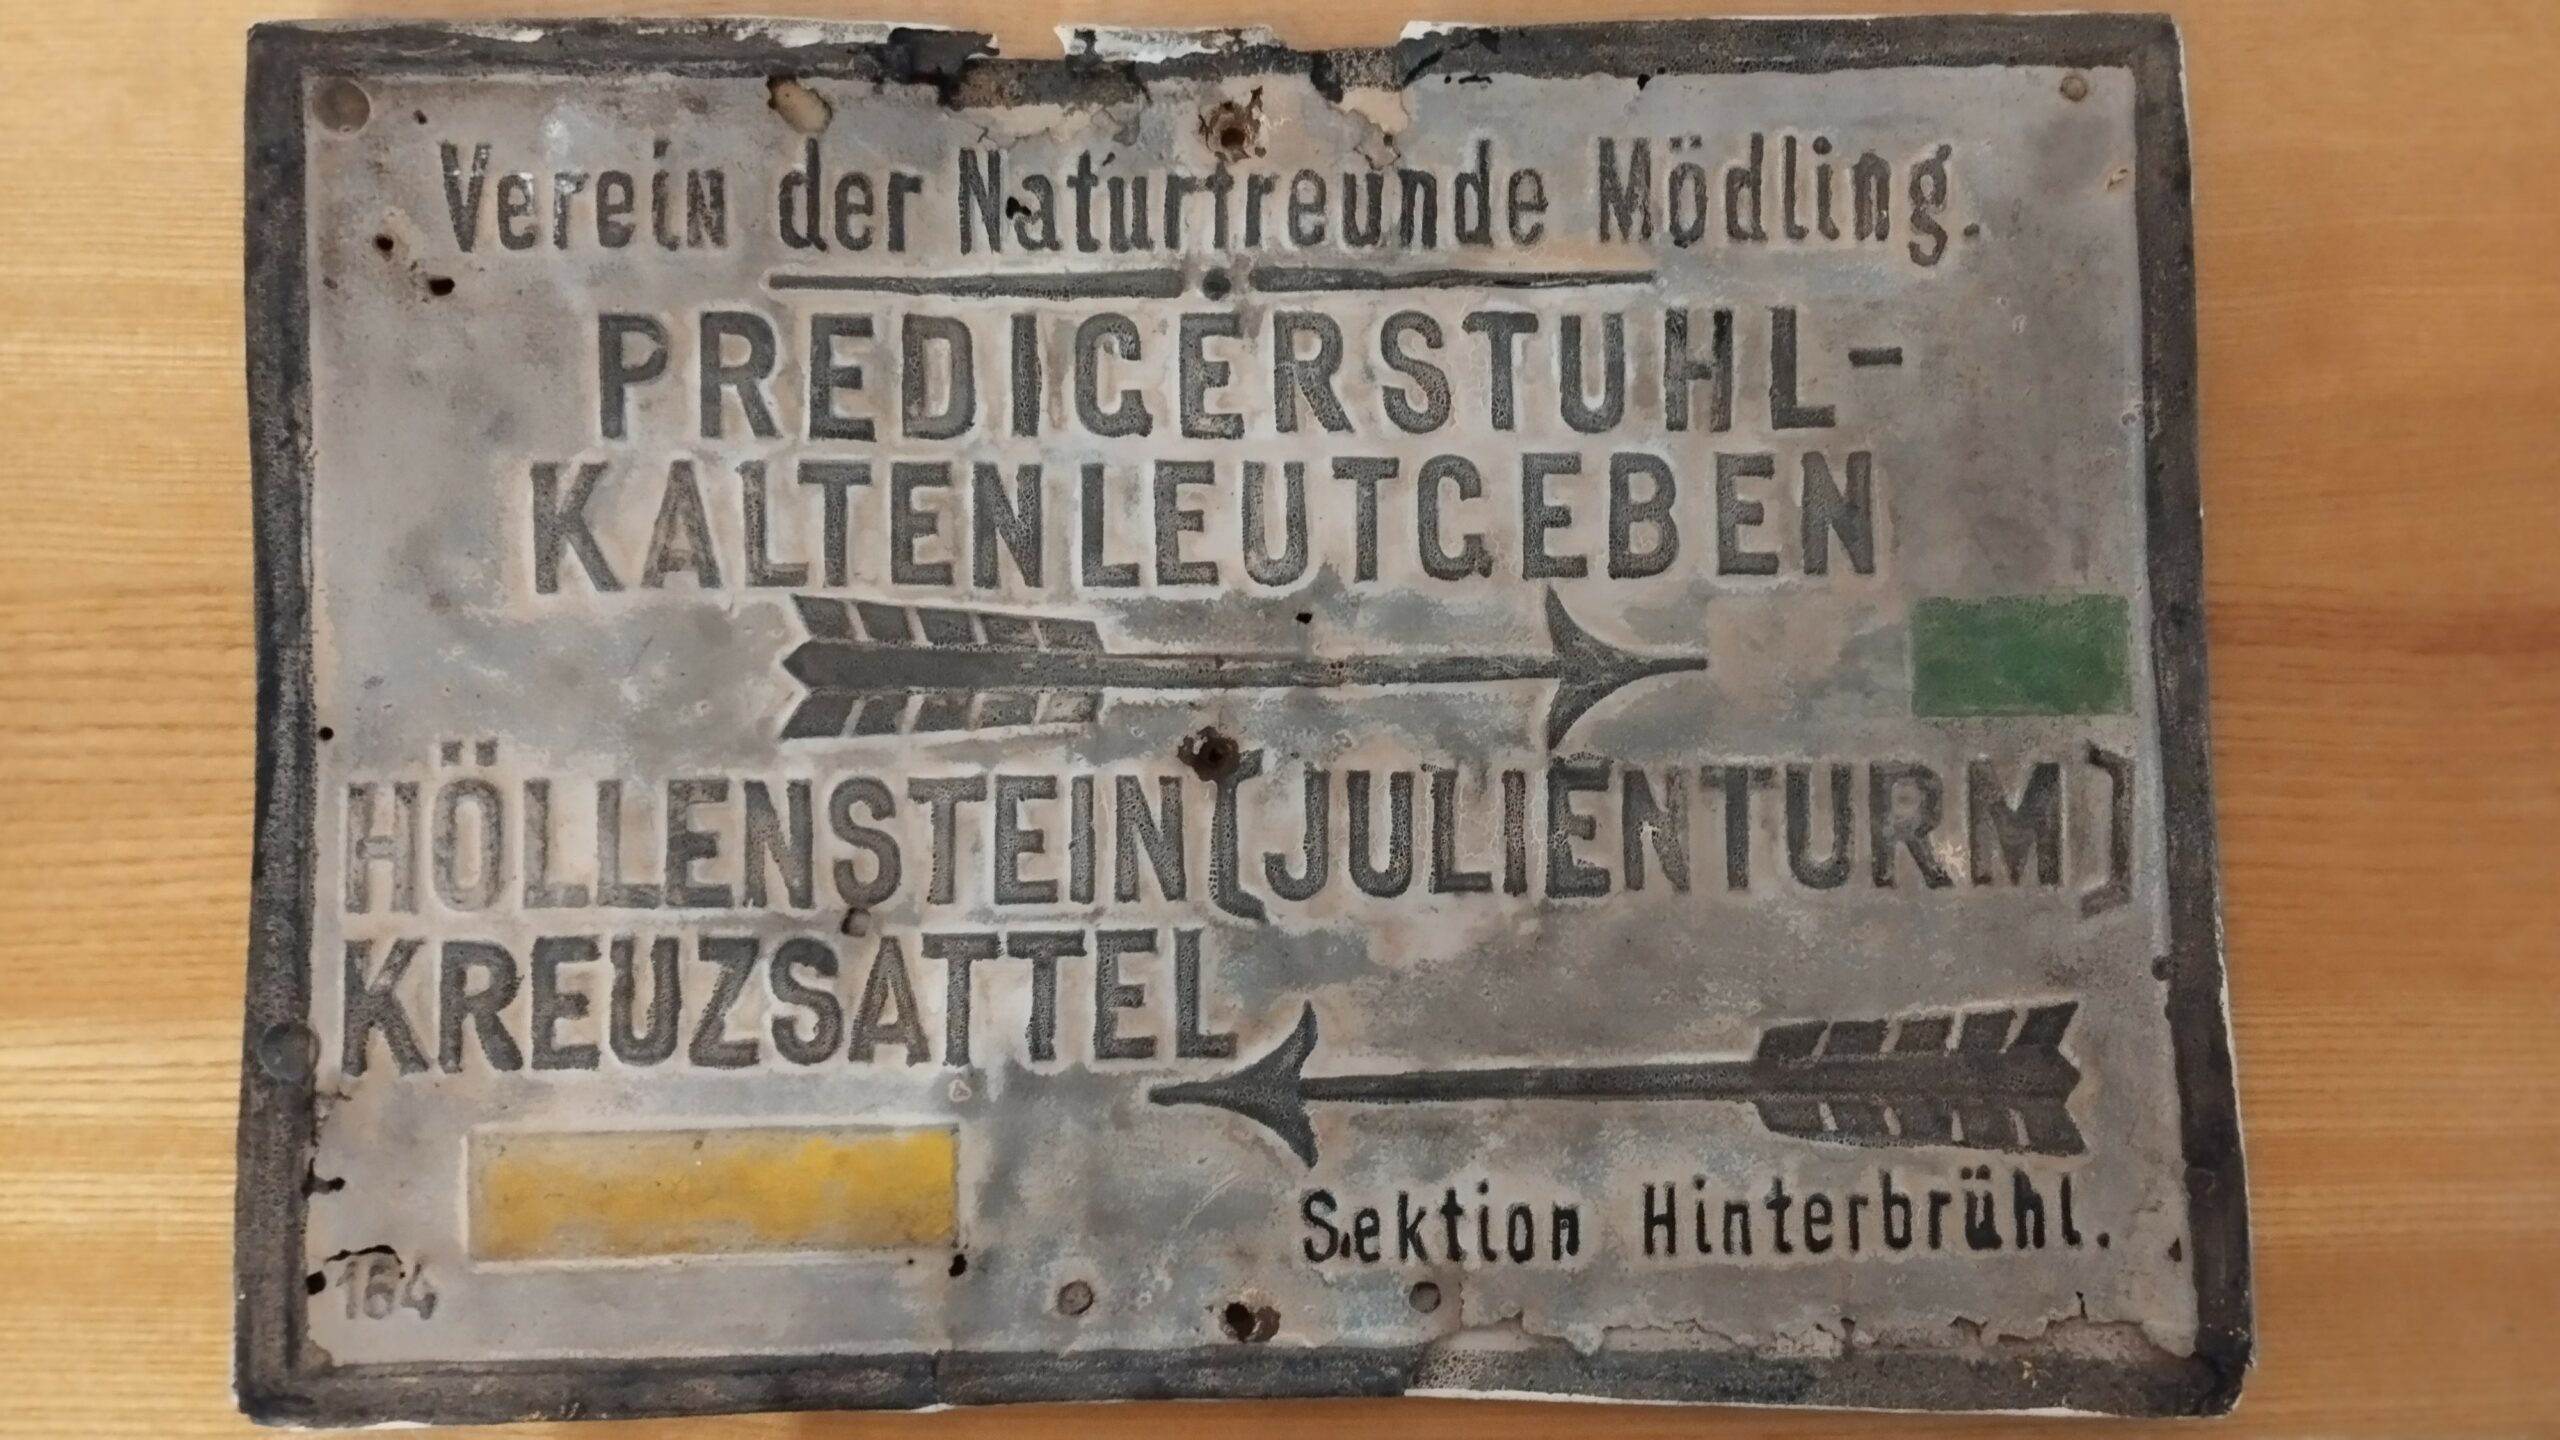 Verein der Naturfreunde Mödling.
PREDIGERSTUHL-
KALTENLEUTGEBEN
HÖLLENSTEIN(JULIENTURM)
KREUZSATTEL
Sektion Hinterbrühl.
164